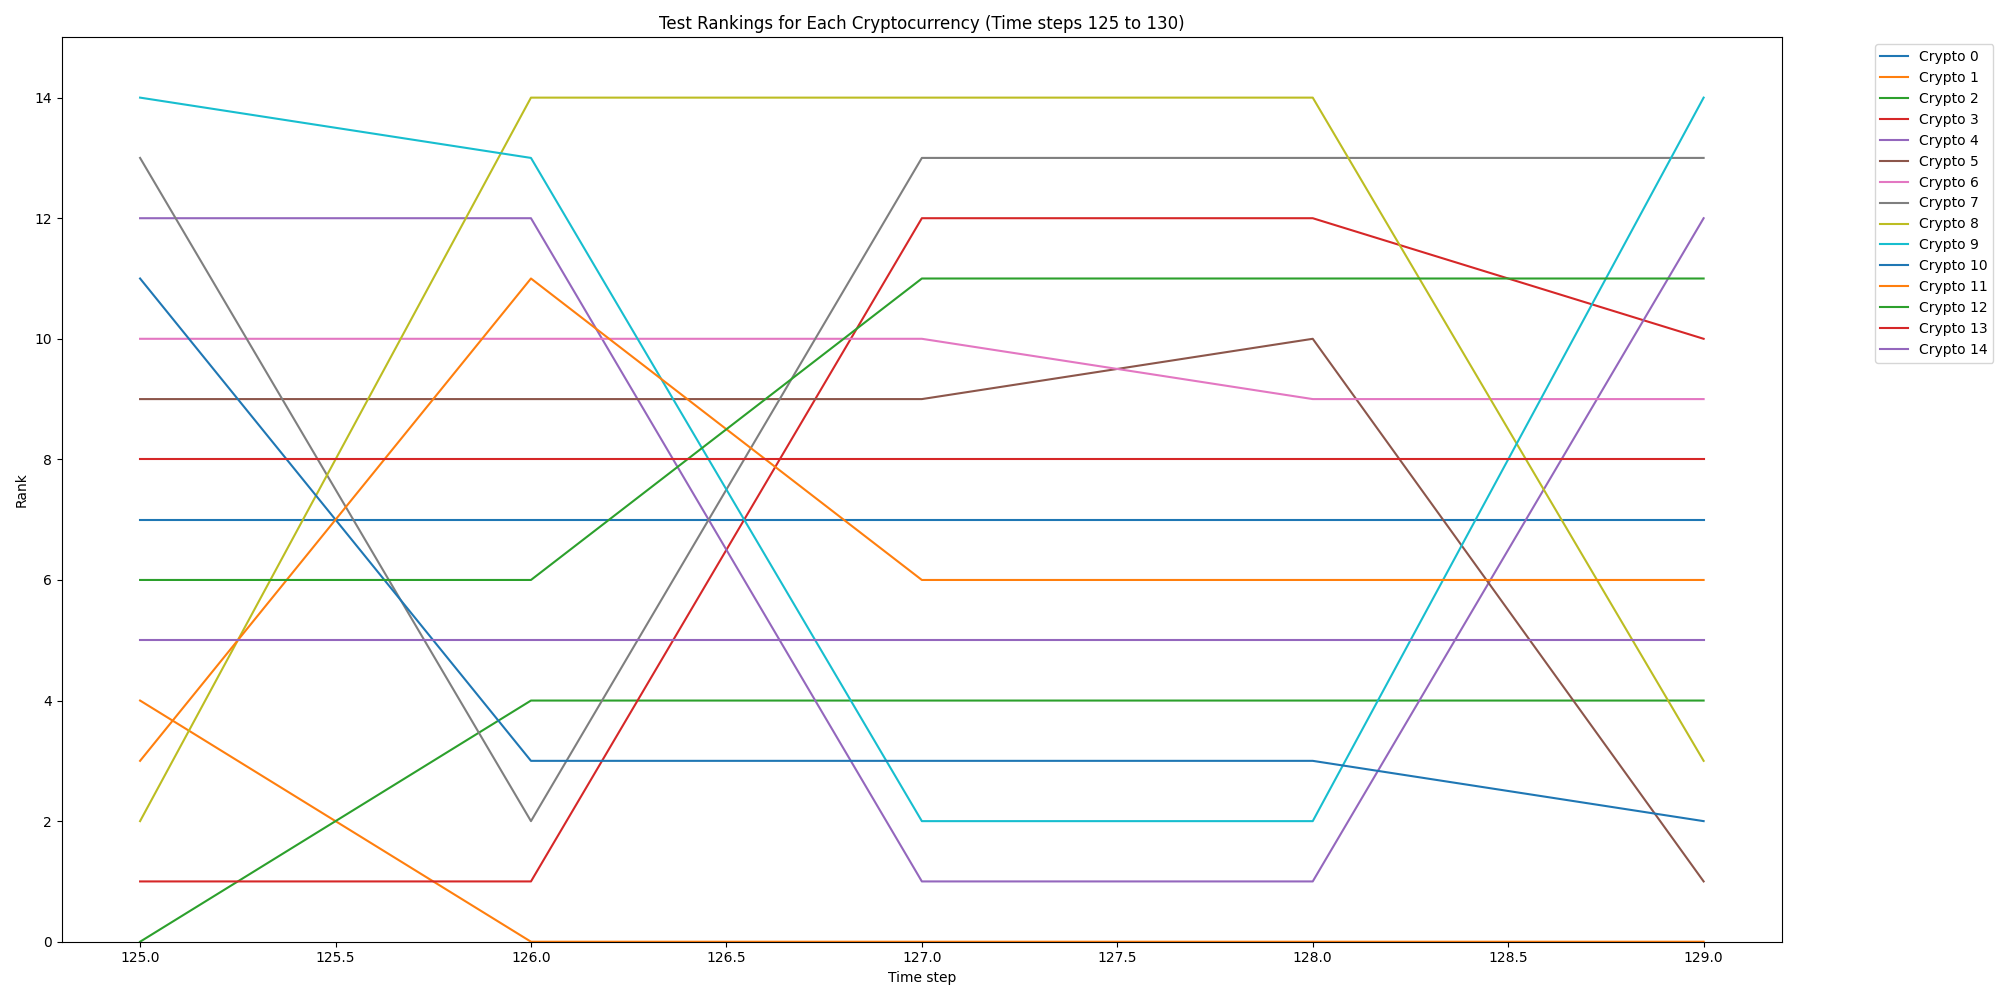 Test Rankings for Each Cryptocurrency (Time steps 125 to 130)
Rank
14
12
10
8
6
4
2
0
125.0 125.5 126.0 126.5 127.0 127.5 128.0 128.5 129.0
Time step
Crypto 0
Crypto 1
Crypto 2
Crypto 3
Crypto 4
Crypto 5
Crypto 6
Crypto 7
Crypto 8
Crypto 9
Crypto 10
Crypto 11
Crypto 12
Crypto 13
Crypto 14